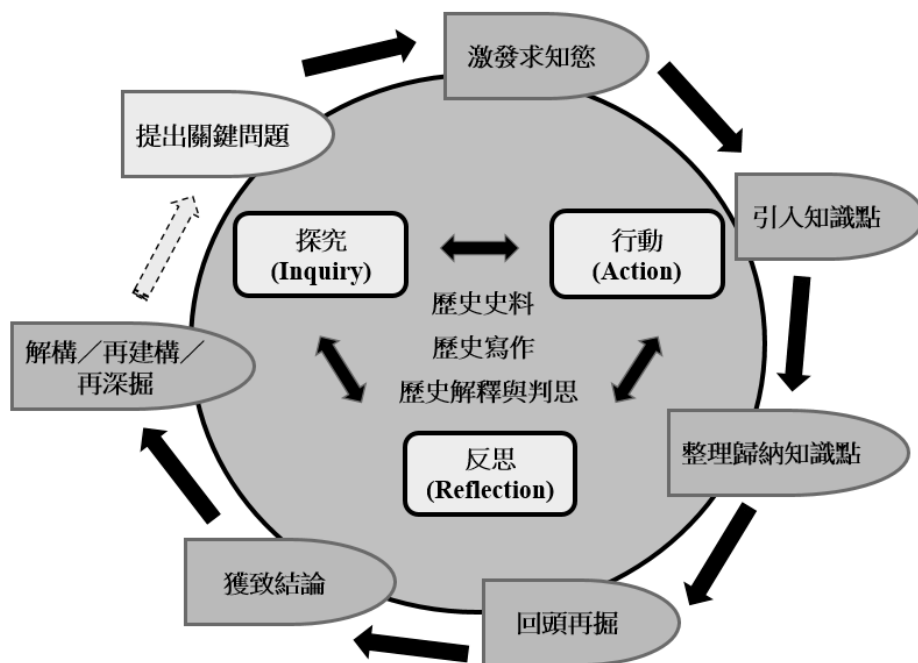 激發求知慾
提出關鍵問題
引入知識點
探究
(Inquiry)
行動
(Action)
歷史史料
歷史寫作
歷史解釋與判思
解構／再建構／
再深掘
反思
(Reflection)
整理歸納知識點
獲致結論
回頭再掘